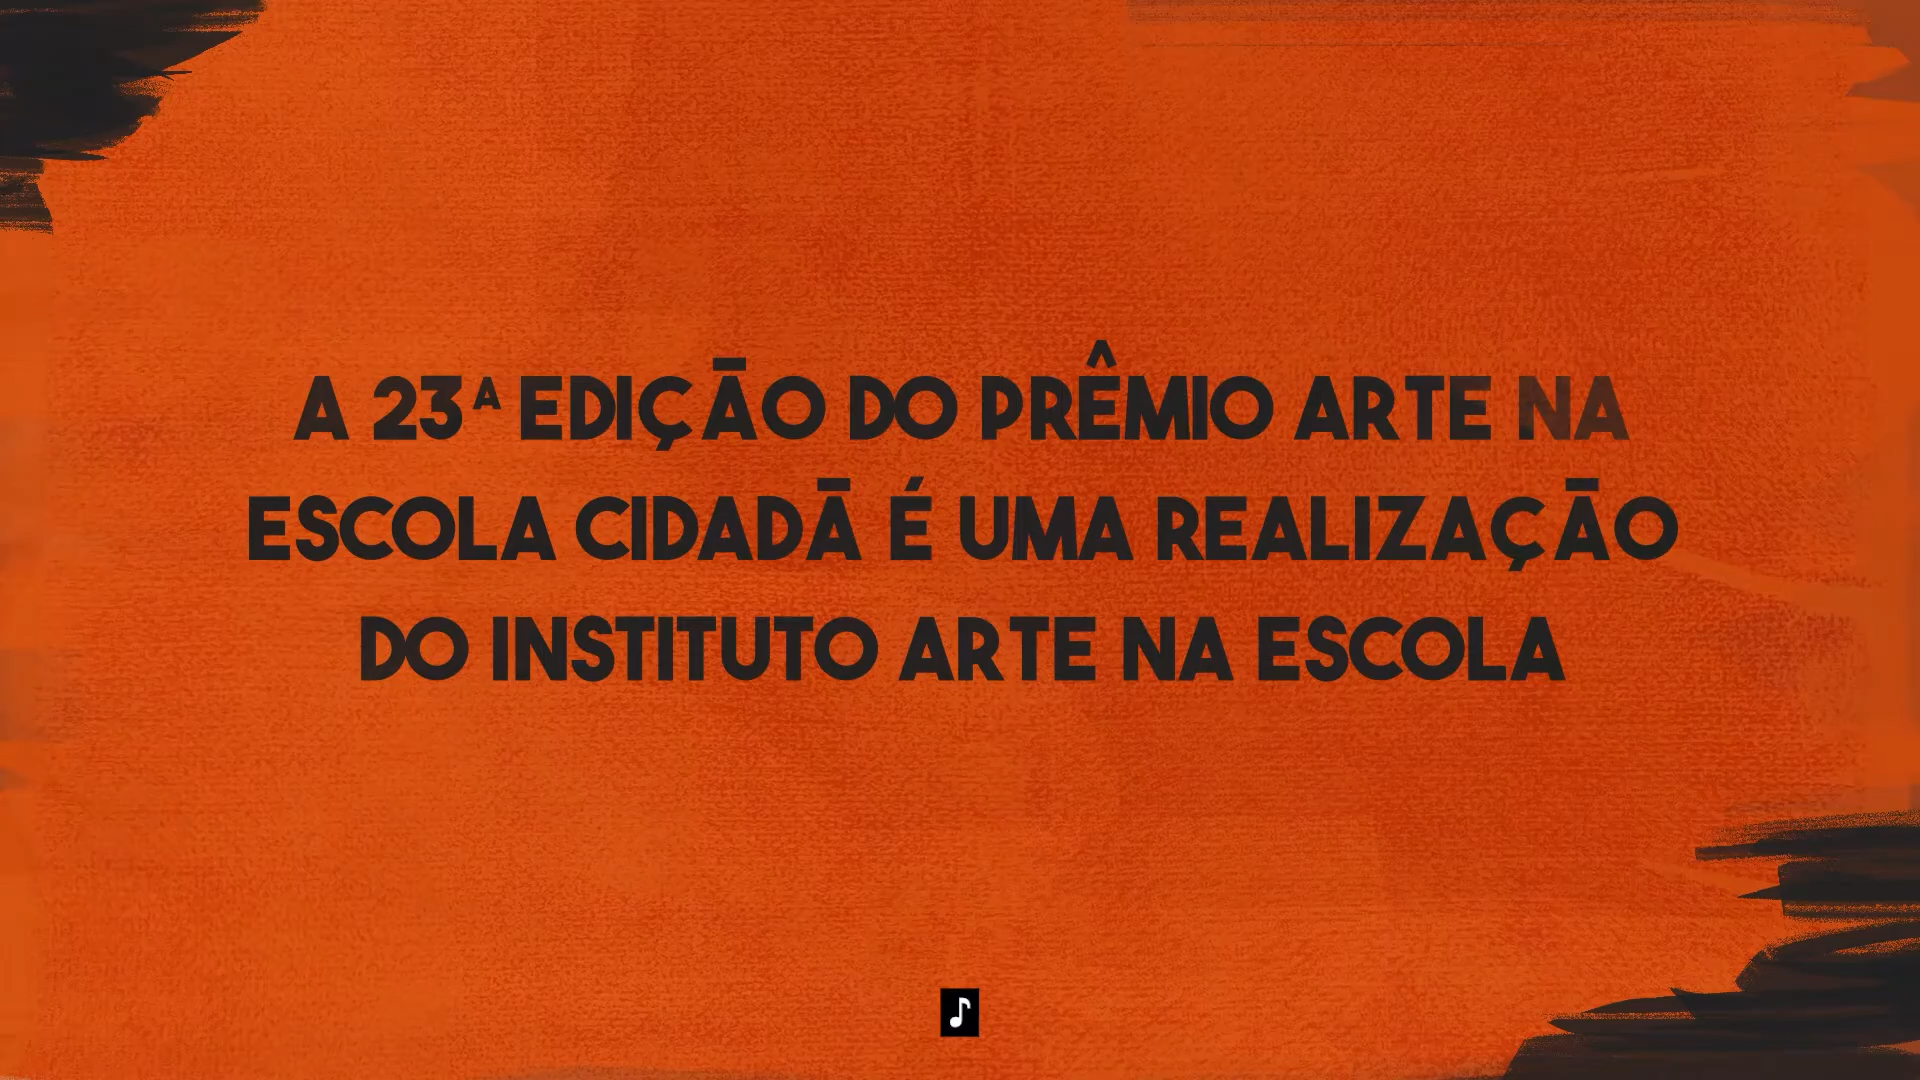 A 23ª EDIÇÃO DO PRÊMIO ARTE NA
ESCOLA CIDADÃ É UMA REALIZAÇÃO
DO INSTITUTO ARTE NA ESCOLA
♪